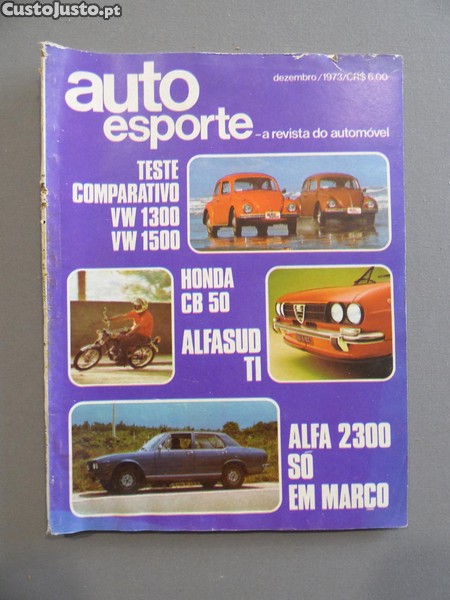 CustoJusto.pt
dezembro/1973/CR$ 6,00
auto
esporte
~a revista do automóvel
TESTE
COMPARATIVO
VW 1300
VW 1500
HONDA
CB 50
ALFASUD
TI
ALFA 2300
SÓ
EM MARÇO